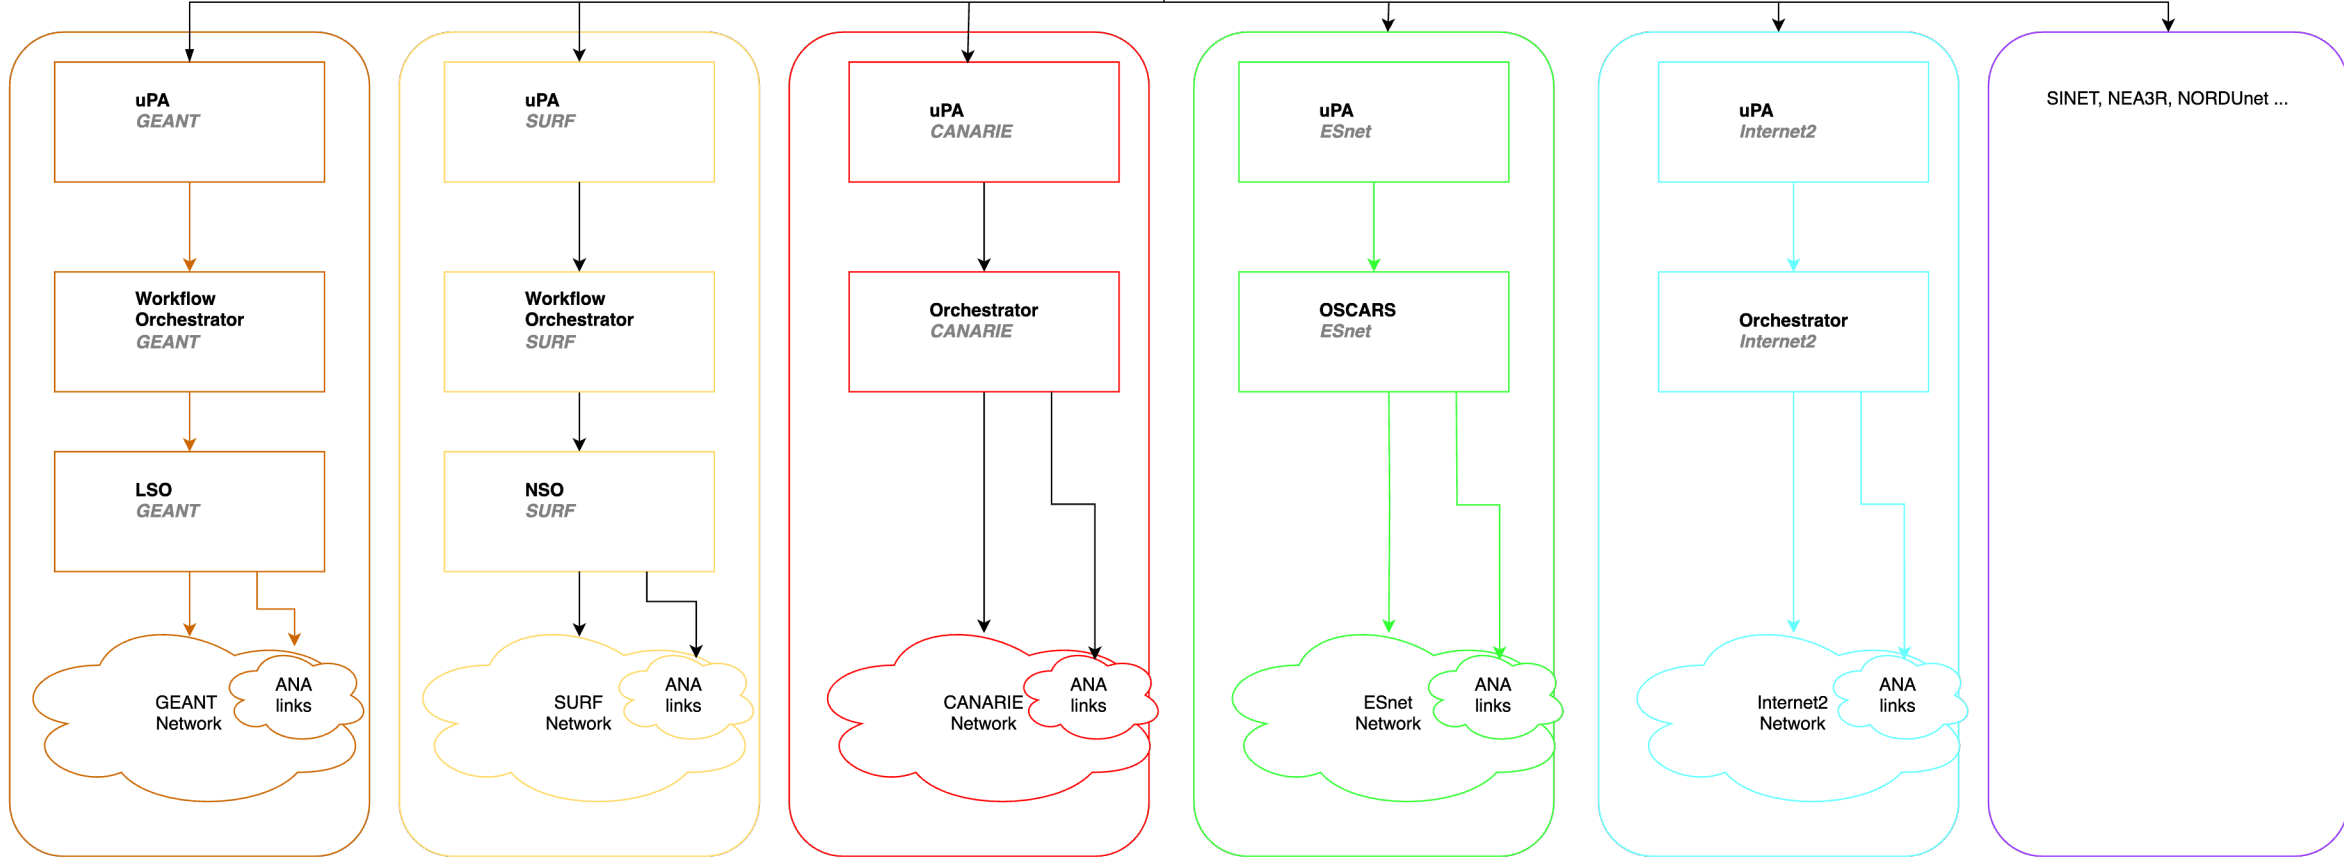 uPA
GEANT
Workflow
Orchestrator
GEANT
LSO
GEANT
GEANT
Network
ANA
links
uPA
SURF
Workflow
Orchestrator
SURF
NSO
SURF
SURF
Network
ANA
links
uPA
CANARIE
Orchestrator
CANARIE
CANARIE
Network
ANA
links
uPA
ESnet
OSCARS
ESnet
ESnet
Network
ANA
links
uPA
Internet2
Orchestrator
Internet2
Internet2
Network
ANA
links
SINET, NEA3R, NORDUnet ...